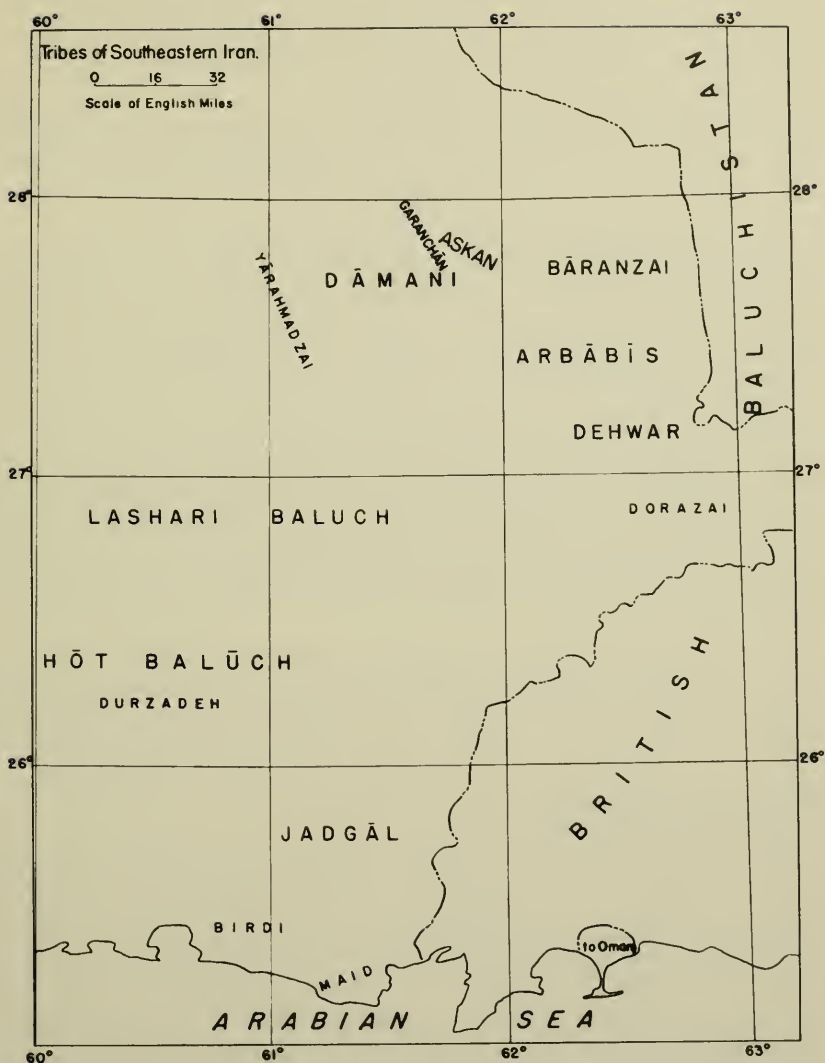 60° 61° 62° 63°
Tribes of Southeastern Iran.
0 16 32
Scale of English Miles
BALUCHISTAN
28° 28°
GARANCHĀN
ASKAN
YĀRAHMADZAI
DĀMANI
BĀRANZAI
ARBĀBĪS
DEHWAR
27° 27°
DORAZAI
LASHARI BALUCH
HŌT BALŪCH
DURZADEH
BRITISH
26° 26°
JADGĀL
BIRDI
to Oman
MAID
ARABIAN SEA
60° 61° 62° 63°